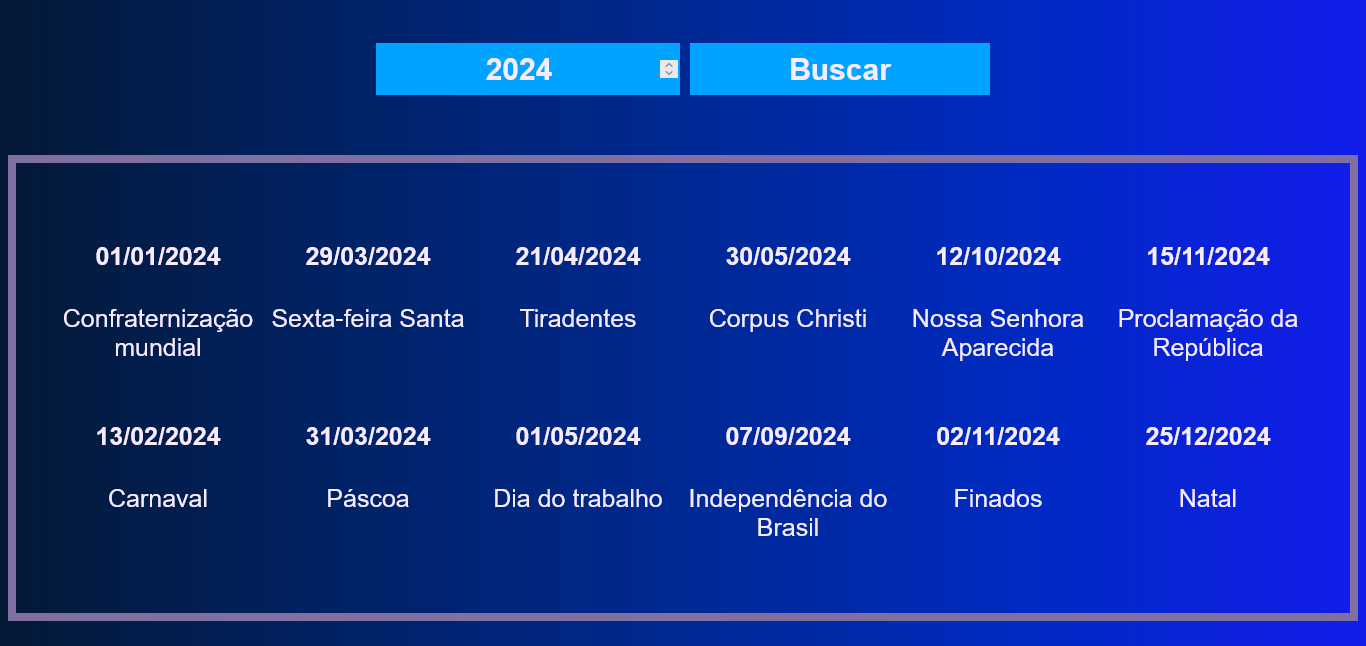 2024
Buscar
01/01/2024
Confraternização
mundial
29/03/2024
Sexta-feira Santa
21/04/2024
Tiradentes
30/05/2024
Corpus Christi
12/10/2024
Nossa Senhora
Aparecida
15/11/2024
Proclamação da
República
13/02/2024
Carnaval
31/03/2024
Páscoa
01/05/2024
Dia do trabalho
07/09/2024
Independência do
Brasil
02/11/2024
Finados
25/12/2024
Natal